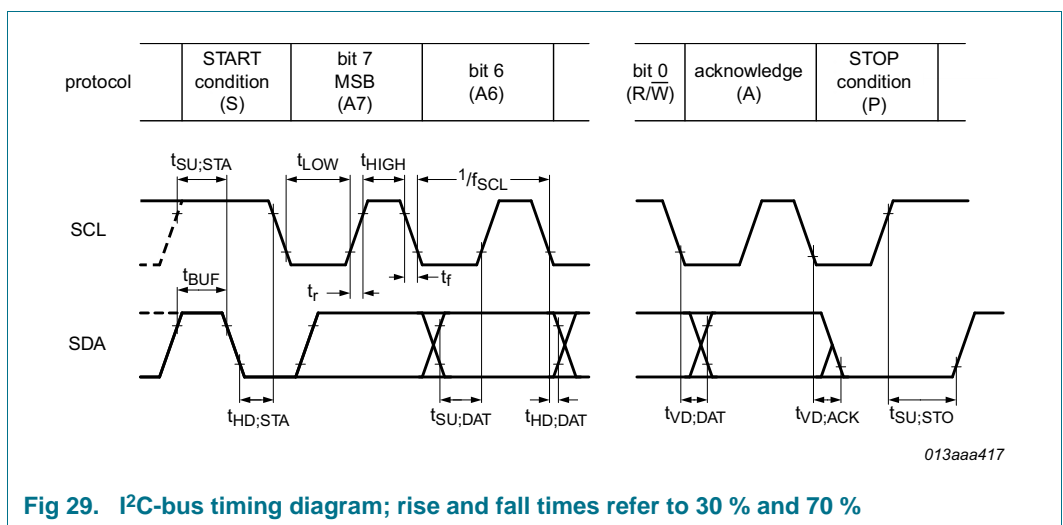 protocol
START
condition
(S)
bit 7
MSB
(A7)
bit 6
(A6)
bit 0
(R/W̅)
acknowledge
(A)
STOP
condition
(P)
tSU;STA
tLOW
tHIGH
1/fSCL
SCL
tBUF
tr
tf
SDA
tHD;STA
tSU;DAT
tHD;DAT
tVD;DAT
tVD;ACK
tSU;STO
013aaa417
Fig 29. I²C-bus timing diagram; rise and fall times refer to 30 % and 70 %